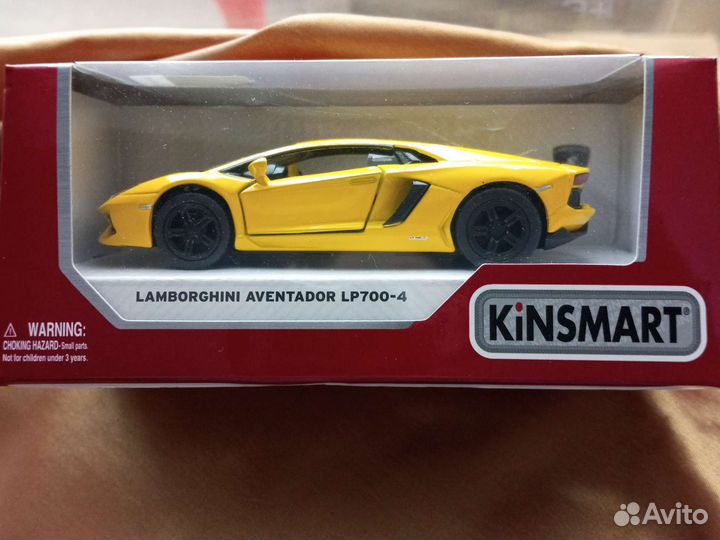 LAMBORGHINI AVENTADOR LP700-4
KiNSMART®
WARNING:
CHOKING HAZARD-Small parts.
Not for children under 3 years.
Avito